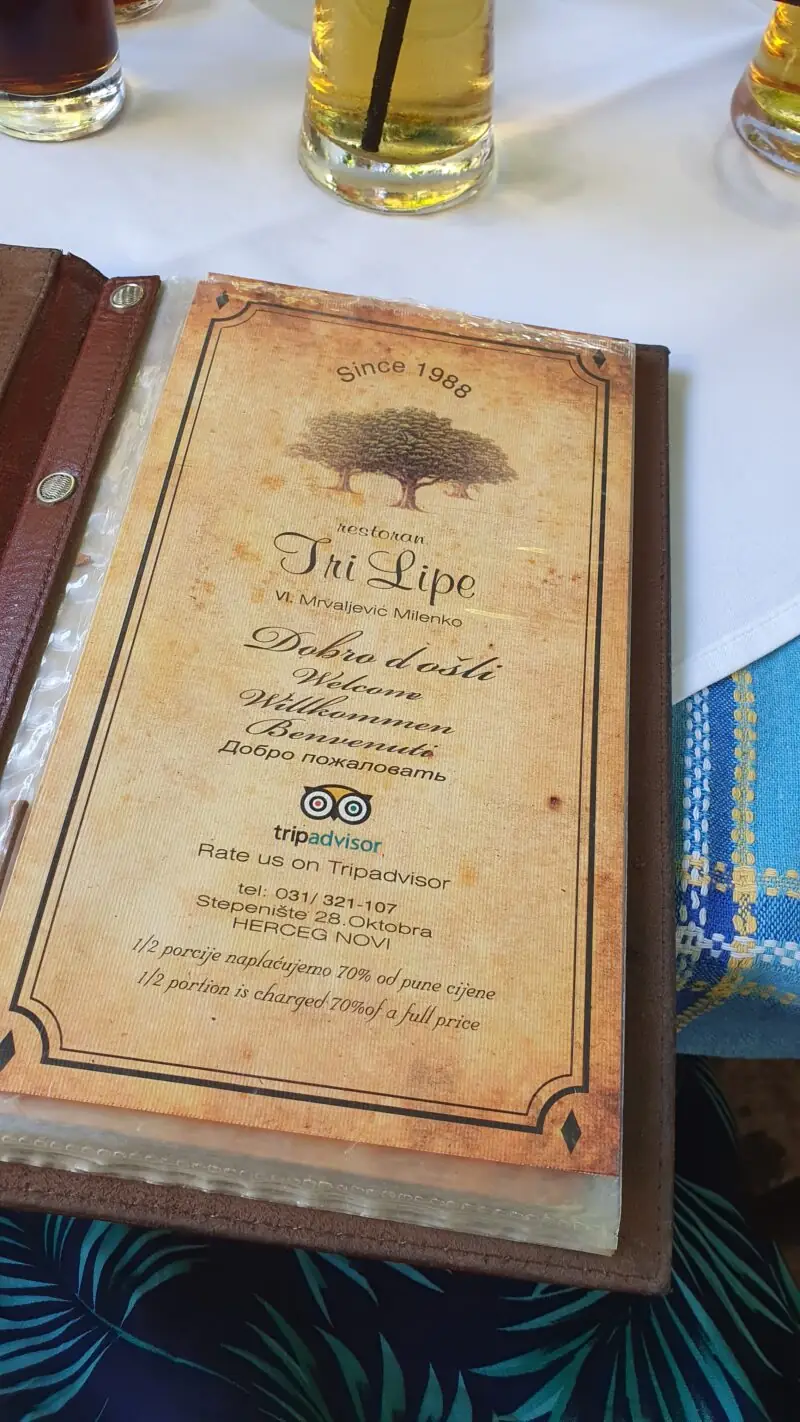 Since 1988
restoran
Tri Lipe
Vl. Mrvaljević Milenko
Dobro došli
Welcome
Willkommen
Benvenuti
Добро пожаловать
tripadvisor
Rate us on Tripadvisor
tel: 031/ 321-107
Stepenište 28.Oktobra
HERCEG NOVI
1/2 porcije naplaćujemo 70% od pune cijene
1/2 portion is charged 70%of a full price